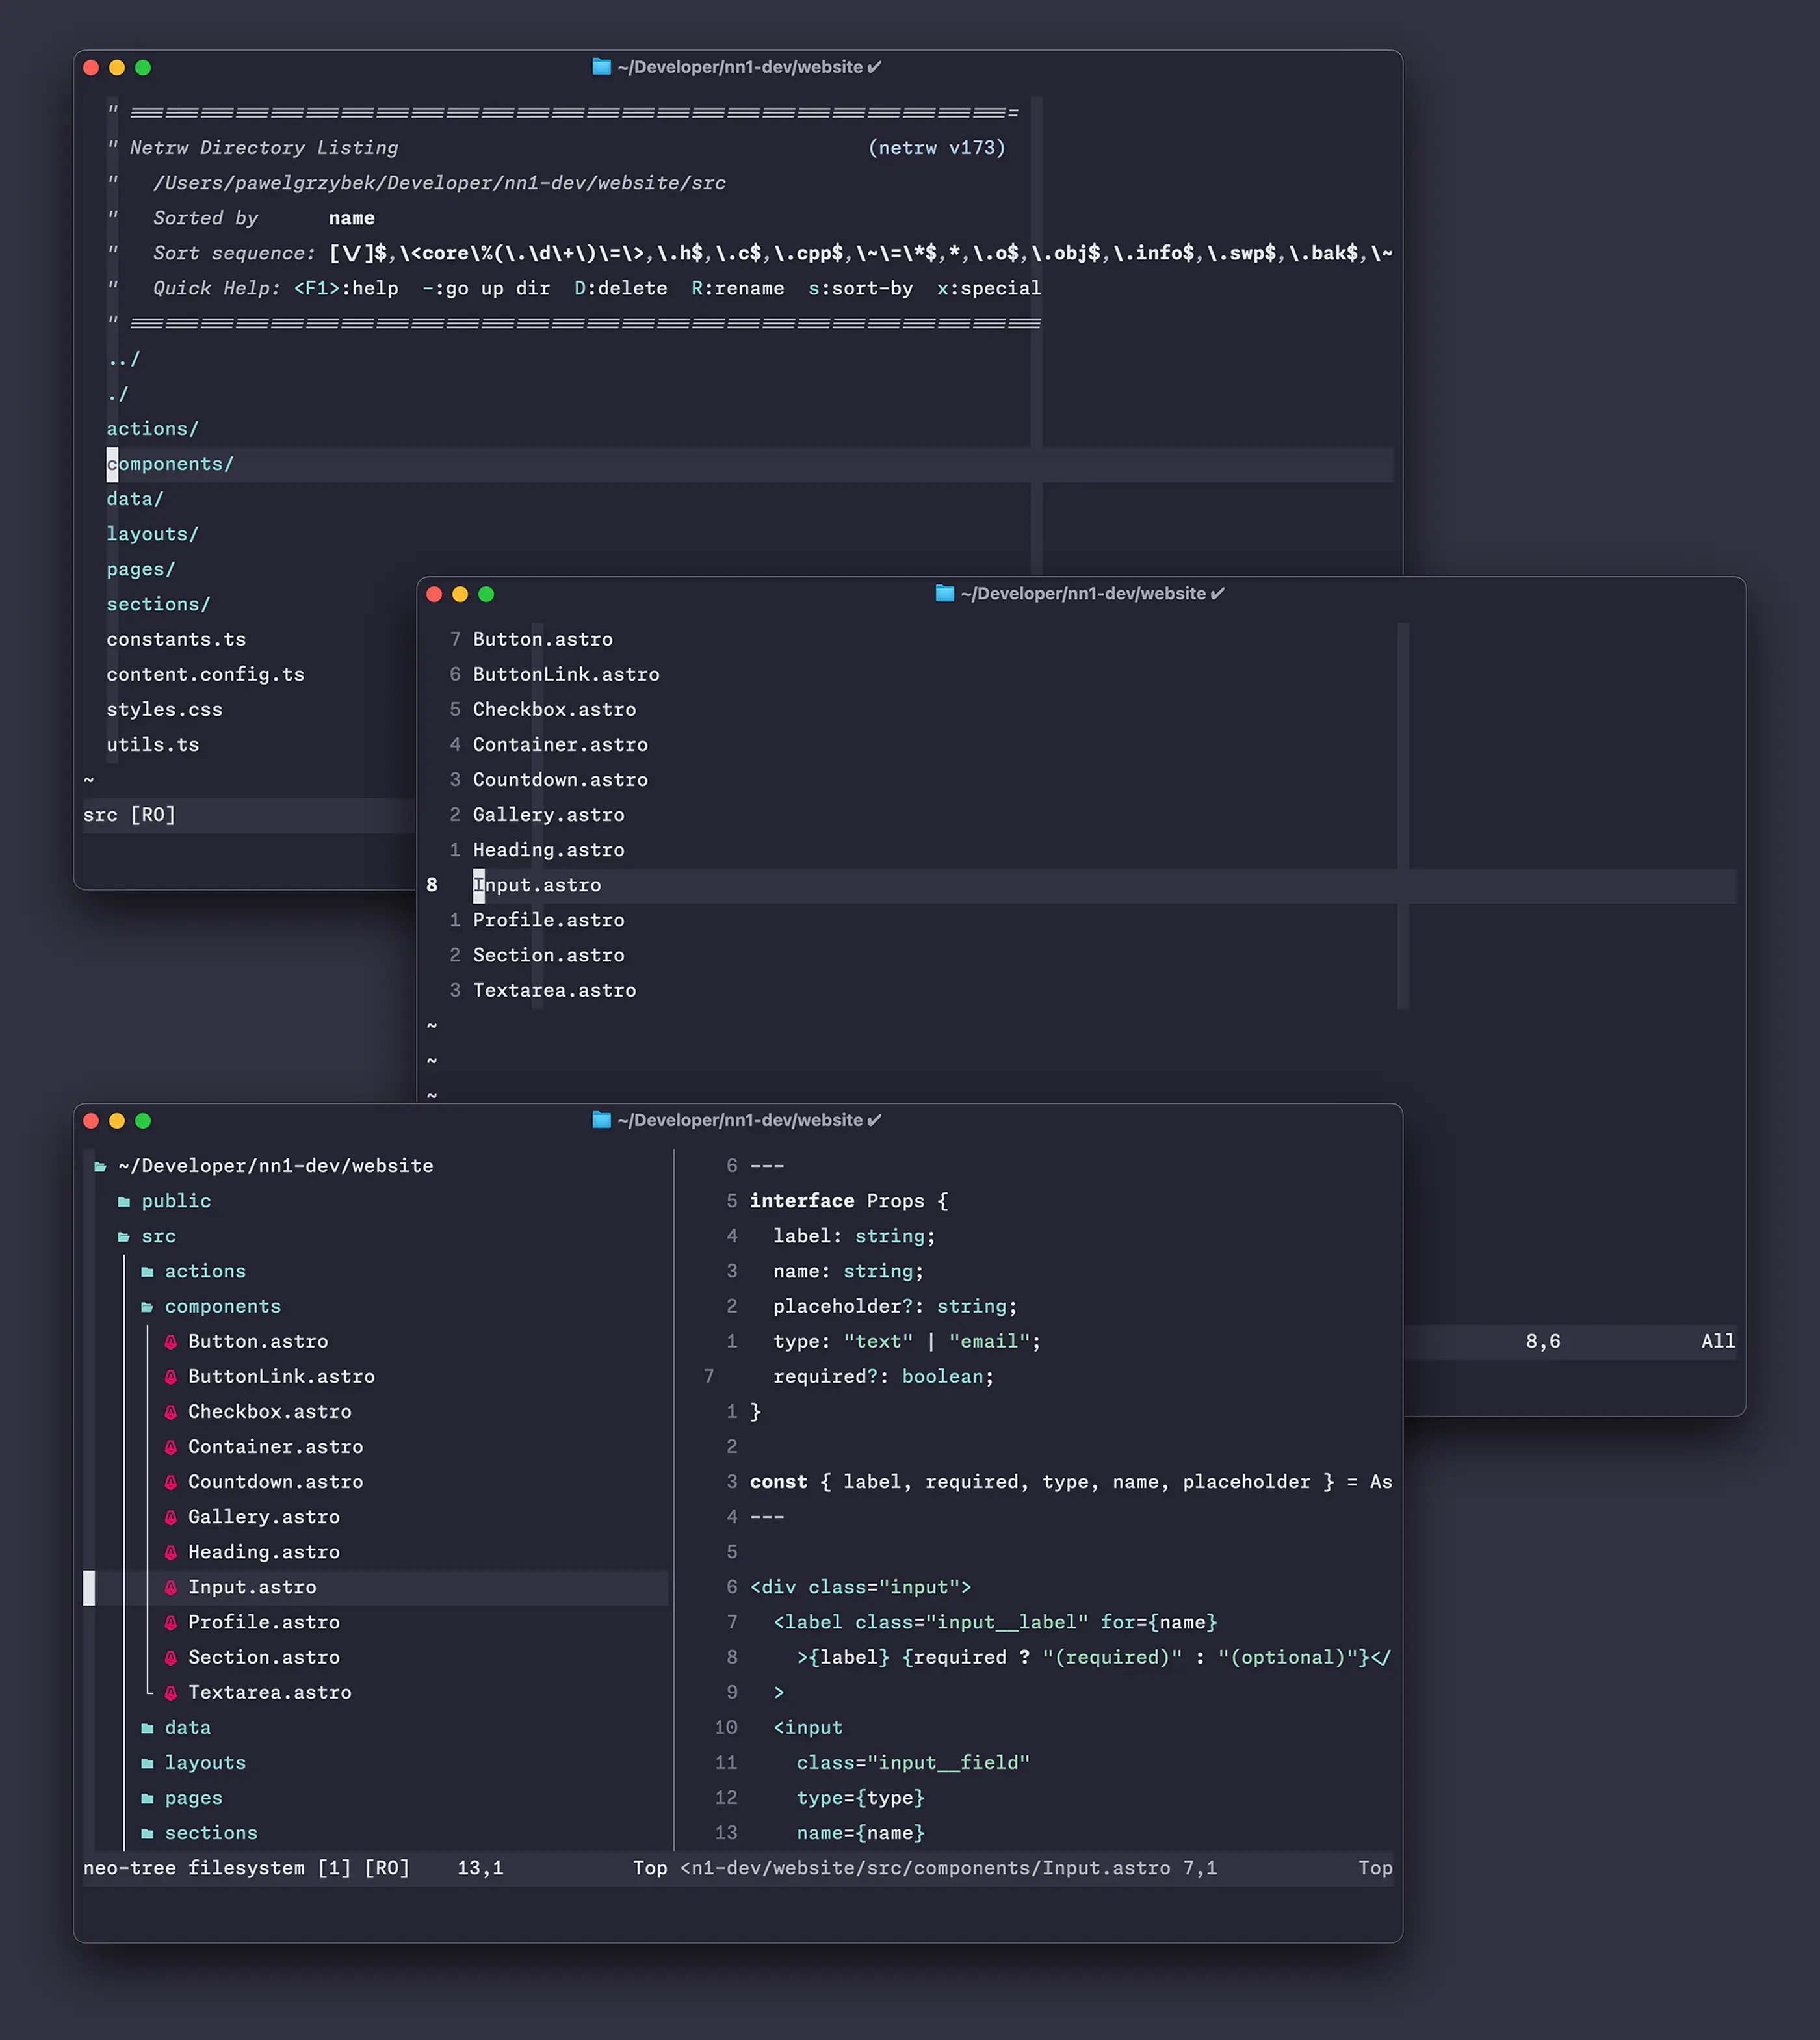 ~/Developer/nn1-dev/website ✔
" ===========================================================================
" Netrw Directory Listing                                        (netrw v173)
"   /Users/pawelgrzybek/Developer/nn1-dev/website/src
"   Sorted by      name
"   Sort sequence: [\/]$,\<core\%(\.\d\+\)\=\>,\.h$,\.c$,\.cpp$,\~\=\*$,*,\.o$,\.obj$,\.info$,\.swp$,\.bak$,\~
"   Quick Help: <F1>:help  -:go up dir  D:delete  R:rename  s:sort-by  x:special
" =============================================================================
../
./
actions/
components/
data/
layouts/
pages/
sections/
constants.ts
content.config.ts
styles.css
utils.ts
~
src [RO]
~/Developer/nn1-dev/website ✔
7 Button.astro
6 ButtonLink.astro
5 Checkbox.astro
4 Container.astro
3 Countdown.astro
2 Gallery.astro
1 Heading.astro
8 Input.astro
1 Profile.astro
2 Section.astro
3 Textarea.astro
~
~
~
8,6 All
~/Developer/nn1-dev/website ✔
~/Developer/nn1-dev/website
public
src
actions
components
Button.astro
ButtonLink.astro
Checkbox.astro
Container.astro
Countdown.astro
Gallery.astro
Heading.astro
Input.astro
Profile.astro
Section.astro
Textarea.astro
data
layouts
pages
sections
neo-tree filesystem [1] [RO]    13,1           Top
6 ---
5 interface Props {
4   label: string;
3   name: string;
2   placeholder?: string;
1   type: "text" | "email";
7   required?: boolean;
1 }
2
3 const { label, required, type, name, placeholder } = As
4 ---
5
6 <div class="input">
7   <label class="input__label" for={name}
8     >{label} {required ? "(required)" : "(optional)"}</
9   >
10   <input
11     class="input__field"
12     type={type}
13     name={name}
<n1-dev/website/src/components/Input.astro 7,1            Top